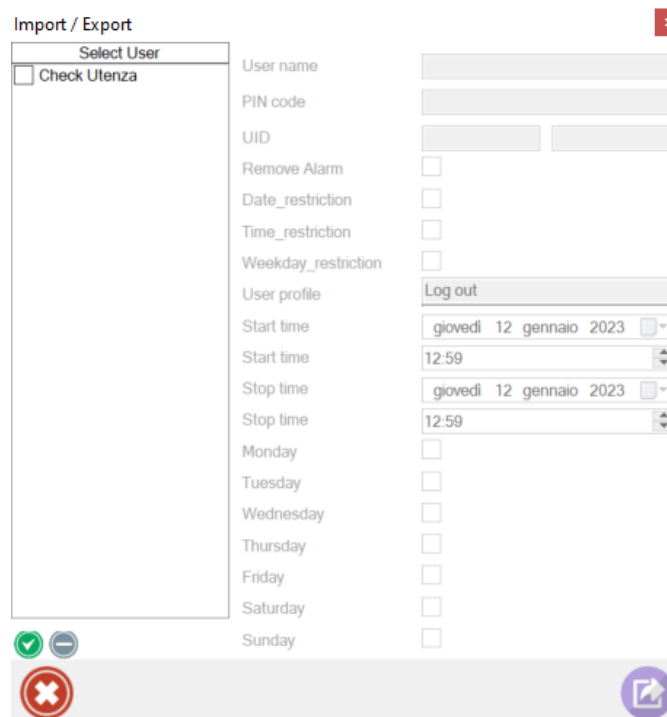 Import / Export
Select User
Check Utenza
User name
PIN code
UID
Remove Alarm
Date_restriction
Time_restriction
Weekday_restriction
User profile Log out
Start time giovedì 12 gennaio 2023
Start time 12:59
Stop time giovedì 12 gennaio 2023
Stop time 12:59
Monday
Tuesday
Wednesday
Thursday
Friday
Saturday
Sunday